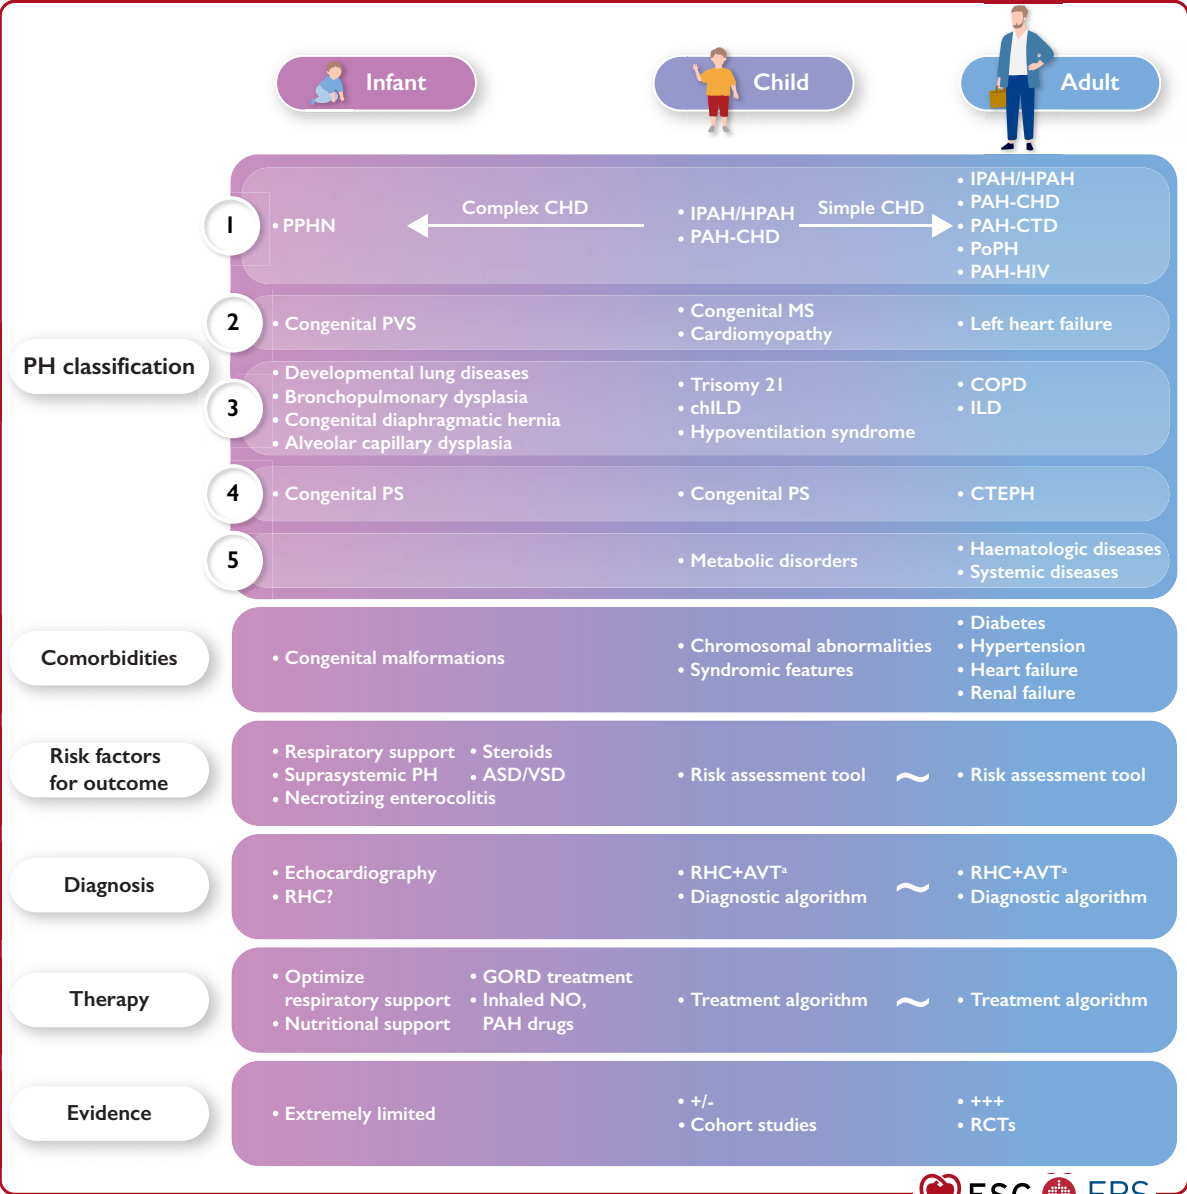 Infant
Child
Adult
PH classification
1
• PPHN
Complex CHD
• IPAH/HPAH
• PAH-CHD
Simple CHD
• IPAH/HPAH
• PAH-CHD
• PAH-CTD
• PoPH
• PAH-HIV
2
• Congenital PVS
• Congenital MS
• Cardiomyopathy
• Left heart failure
3
• Developmental lung diseases
• Bronchopulmonary dysplasia
• Congenital diaphragmatic hernia
• Alveolar capillary dysplasia
• Trisomy 21
• chILD
• Hypoventilation syndrome
• COPD
• ILD
4
• Congenital PS
• Congenital PS
• CTEPH
5
• Metabolic disorders
• Haematologic diseases
• Systemic diseases
Comorbidities
• Congenital malformations
• Chromosomal abnormalities
• Syndromic features
• Diabetes
• Hypertension
• Heart failure
• Renal failure
Risk factors
for outcome
• Respiratory support
• Suprasystemic PH
• Necrotizing enterocolitis
• Steroids
• ASD/VSD
• Risk assessment tool
~
• Risk assessment tool
Diagnosis
• Echocardiography
• RHC?
• RHC+AVTᵃ
• Diagnostic algorithm
~
• RHC+AVTᵃ
• Diagnostic algorithm
Therapy
• Optimize
respiratory support
• Nutritional support
• GORD treatment
• Inhaled NO,
PAH drugs
• Treatment algorithm
~
• Treatment algorithm
Evidence
• Extremely limited
• +/-
• Cohort studies
• +++
• RCTs
ESC
ERS